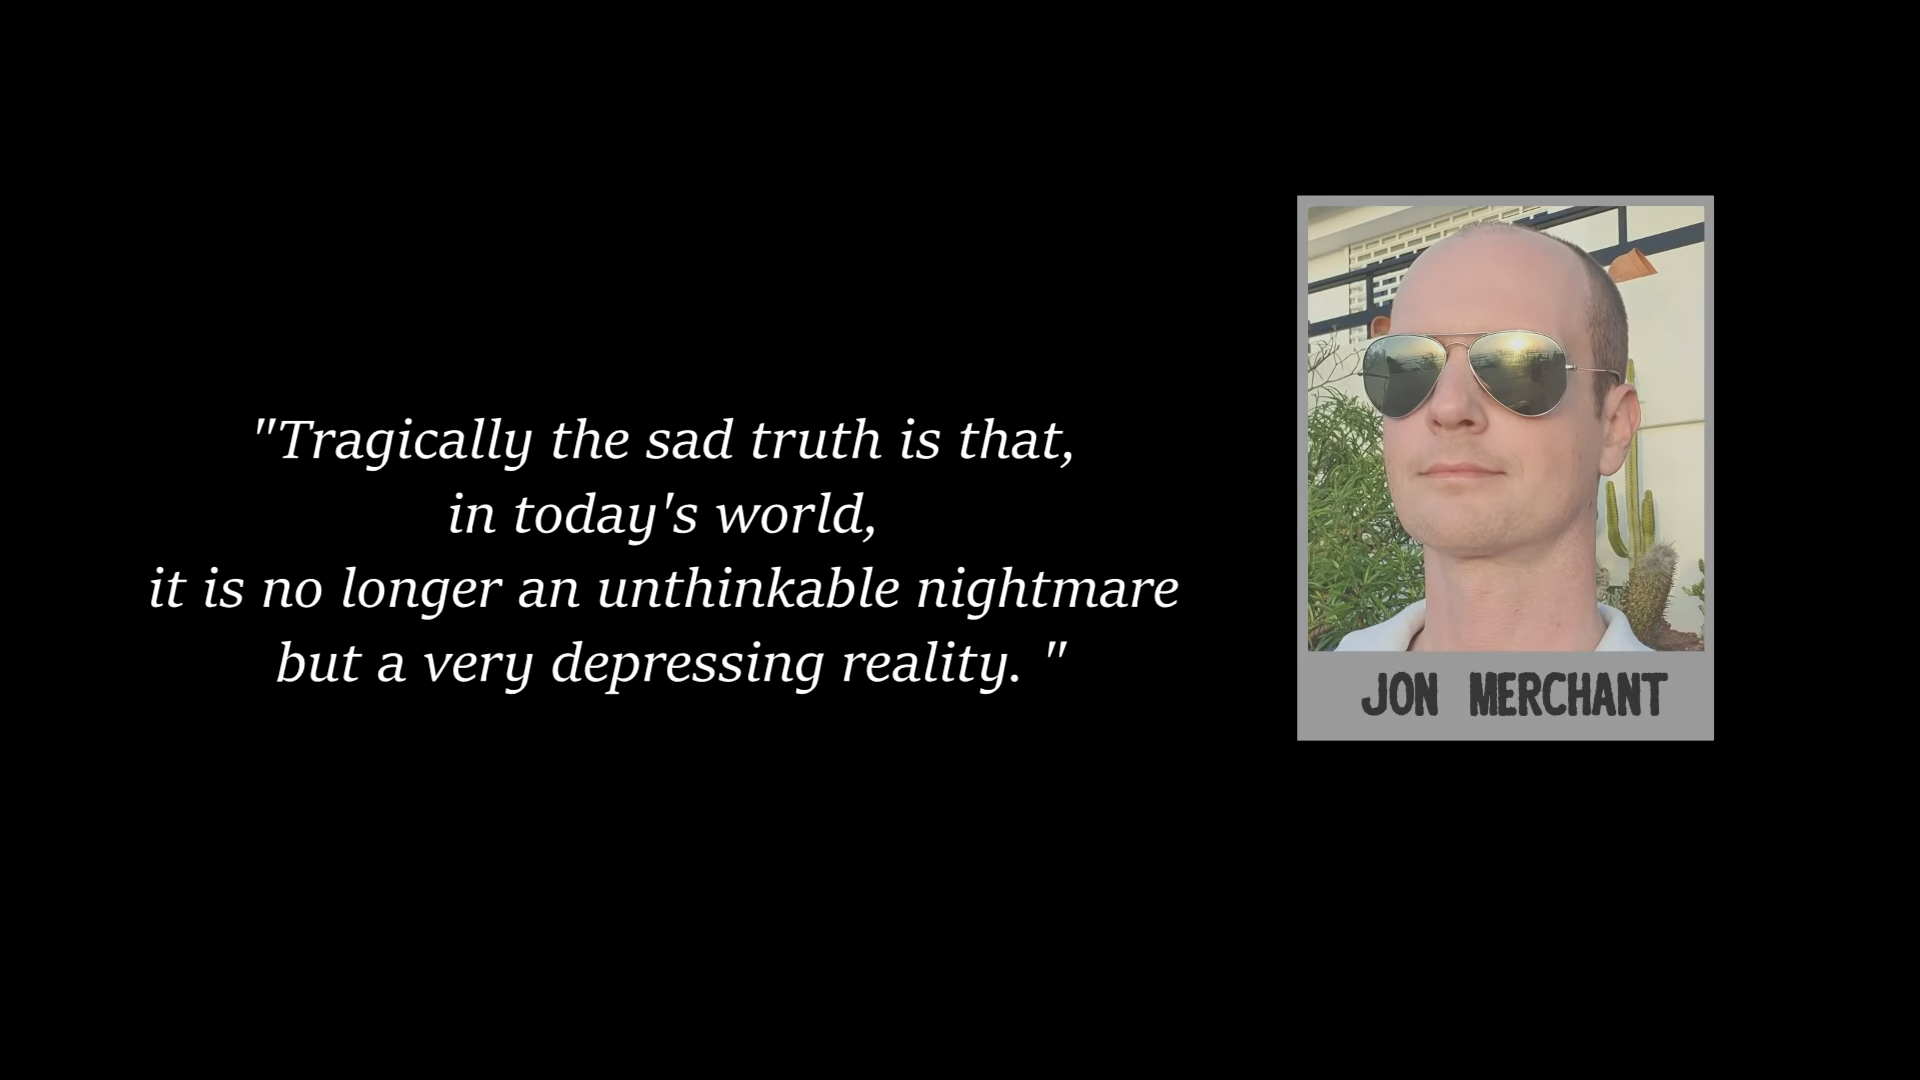 "Tragically the sad truth is that,
in today's world,
it is no longer an unthinkable nightmare
but a very depressing reality. "
JON MERCHANT